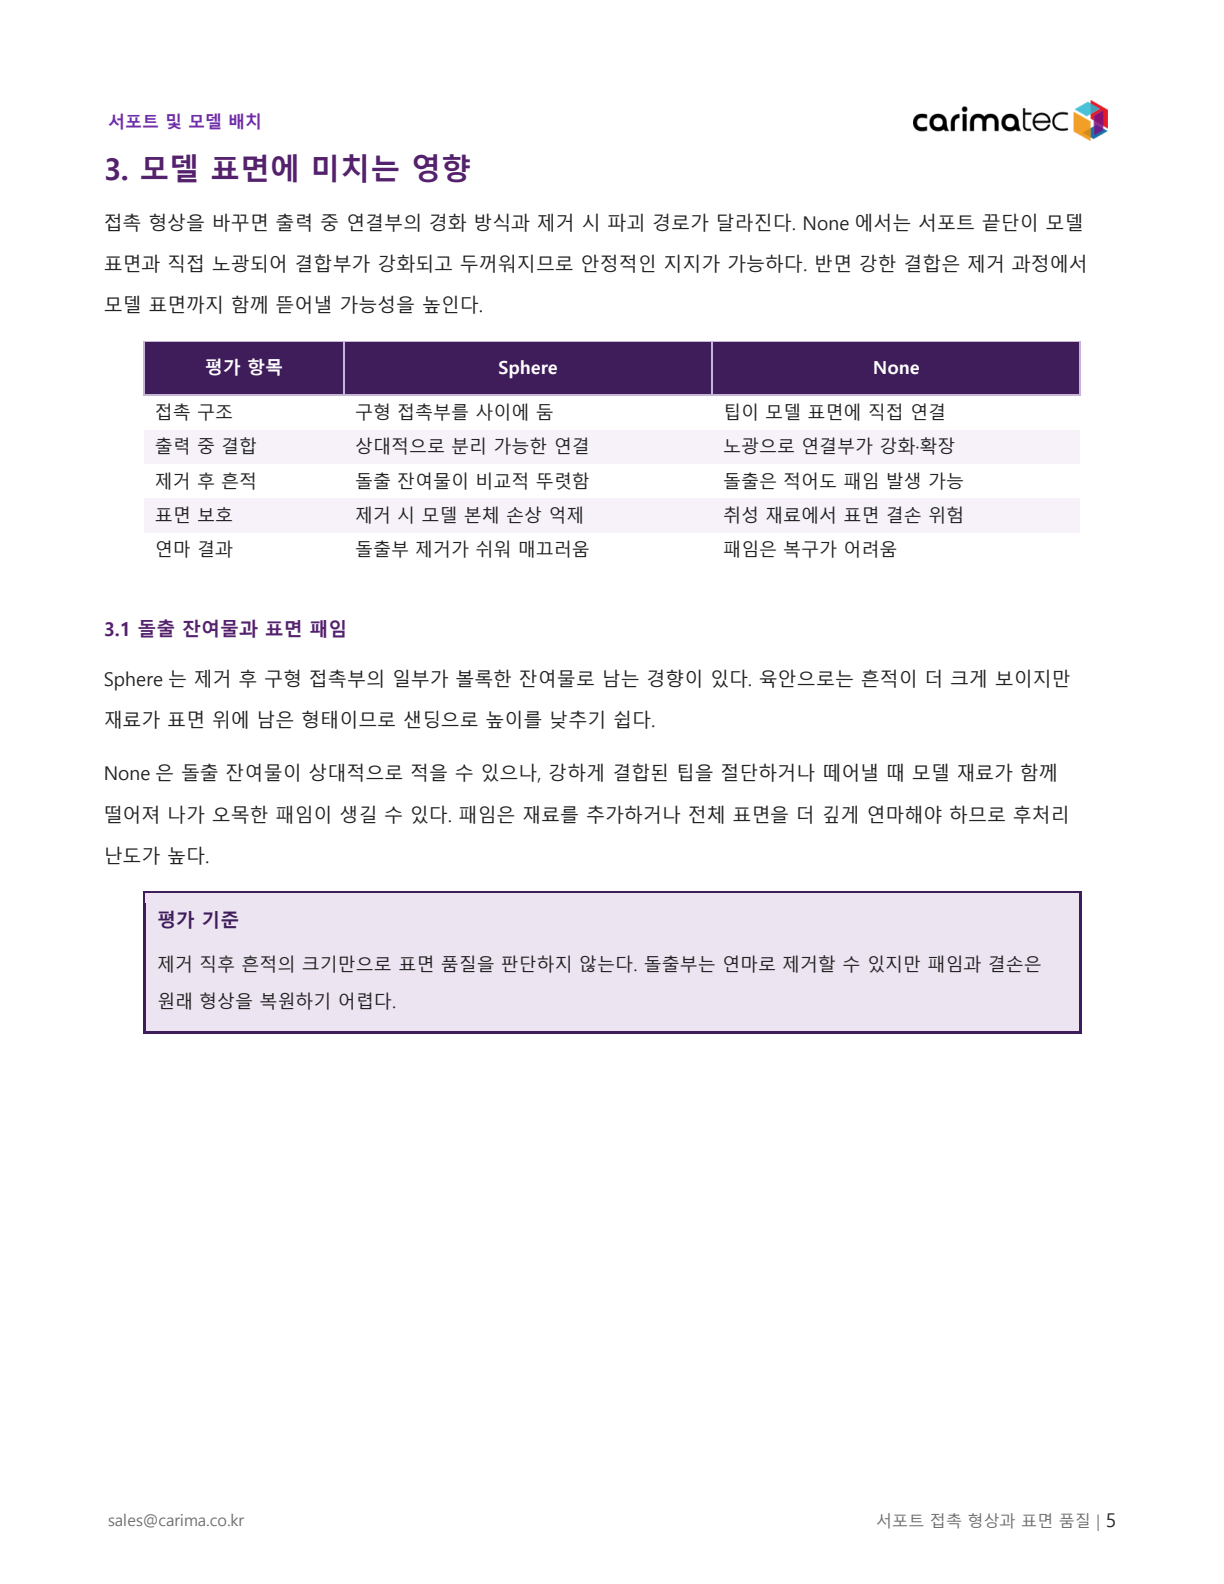 서포트 및 모델 배치
carimatec
3. 모델 표면에 미치는 영향
접촉 형상을 바꾸면 출력 중 연결부의 경화 방식과 제거 시 파괴 경로가 달라진다. None 에서는 서포트 끝단이 모델
표면과 직접 노광되어 결합부가 강화되고 두꺼워지므로 안정적인 지지가 가능하다. 반면 강한 결합은 제거 과정에서
모델 표면까지 함께 뜯어낼 가능성을 높인다.
평가 항목 Sphere None
접촉 구조 구형 접촉부를 사이에 둠 팁이 모델 표면에 직접 연결
출력 중 결합 상대적으로 분리 가능한 연결 노광으로 연결부가 강화·확장
제거 후 흔적 돌출 잔여물이 비교적 뚜렷함 돌출은 적어도 패임 발생 가능
표면 보호 제거 시 모델 본체 손상 억제 취성 재료에서 표면 결손 위험
연마 결과 돌출부 제거가 쉬워 매끄러움 패임은 복구가 어려움
3.1 돌출 잔여물과 표면 패임
Sphere 는 제거 후 구형 접촉부의 일부가 볼록한 잔여물로 남는 경향이 있다. 육안으로는 흔적이 더 크게 보이지만
재료가 표면 위에 남은 형태이므로 샌딩으로 높이를 낮추기 쉽다.
None 은 돌출 잔여물이 상대적으로 적을 수 있으나, 강하게 결합된 팁을 절단하거나 떼어낼 때 모델 재료가 함께
떨어져 나가 오목한 패임이 생길 수 있다. 패임은 재료를 추가하거나 전체 표면을 더 깊게 연마해야 하므로 후처리
난도가 높다.
평가 기준
제거 직후 흔적의 크기만으로 표면 품질을 판단하지 않는다. 돌출부는 연마로 제거할 수 있지만 패임과 결손은
원래 형상을 복원하기 어렵다.
sales@carima.co.kr 서포트 접촉 형상과 표면 품질 | 5